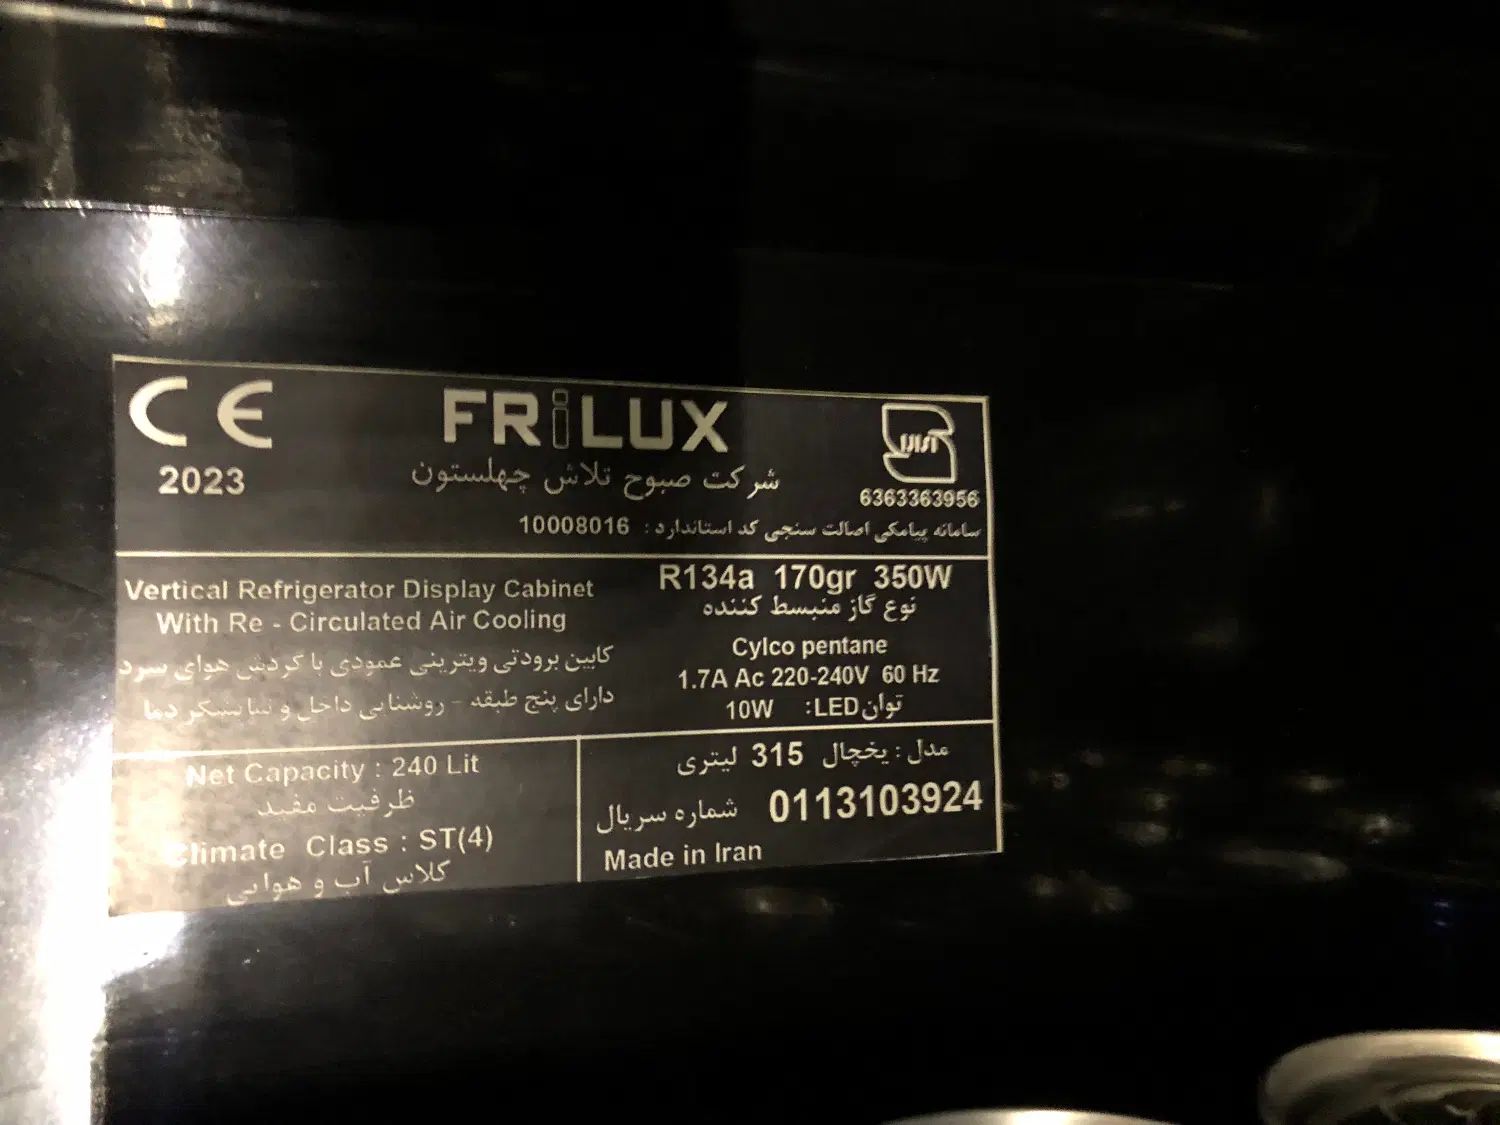 CE
2023
FRiLUX
شرکت صبوح تلاش چهلستون
6363363956
سامانه پیامکی اصالت سنجی کد استاندارد: 10008016
Vertical Refrigerator Display Cabinet
With Re - Circulated Air Cooling
کابین برودتی ویترینی عمودی با گردش هوای سرد
دارای پنج طبقه - روشنایی داخل و نمایشگر دما
R134a 170gr 350W
نوع گاز منبسط کننده
Cylco pentane
1.7A Ac 220-240V 60 Hz
توان LED: 10W
Net Capacity : 240 Lit
ظرفیت مفید
Climate Class : ST(4)
کلاس آب و هوایی
مدل : یخچال 315 لیتری
شماره سریال 0113103924
Made in Iran